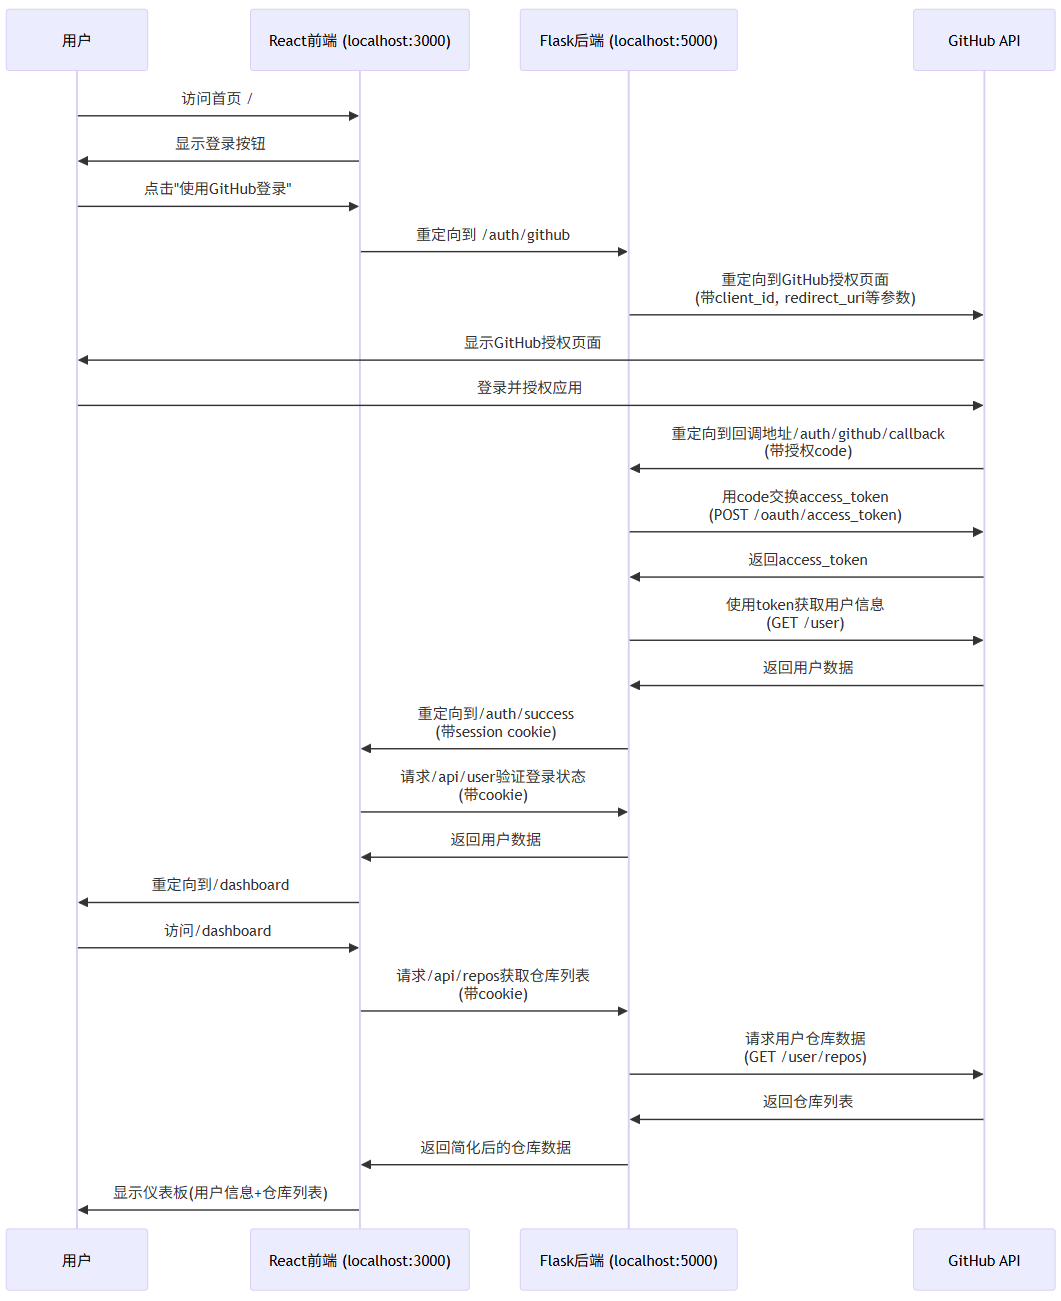 用户
React前端 (localhost:3000)
Flask后端 (localhost:5000)
GitHub API
访问首页 /
显示登录按钮
点击"使用GitHub登录"
重定向到 /auth/github
重定向到GitHub授权页面
(带client_id, redirect_uri等参数)
显示GitHub授权页面
登录并授权应用
重定向到回调地址/auth/github/callback
(带授权code)
用code交换access_token
(POST /oauth/access_token)
返回access_token
使用token获取用户信息
(GET /user)
返回用户数据
重定向到/auth/success
(带session cookie)
请求/api/user验证登录状态
(带cookie)
返回用户数据
重定向到/dashboard
访问/dashboard
请求/api/repos获取仓库列表
(带cookie)
请求用户仓库数据
(GET /user/repos)
返回仓库列表
返回简化后的仓库数据
显示仪表板(用户信息+仓库列表)
用户
React前端 (localhost:3000)
Flask后端 (localhost:5000)
GitHub API